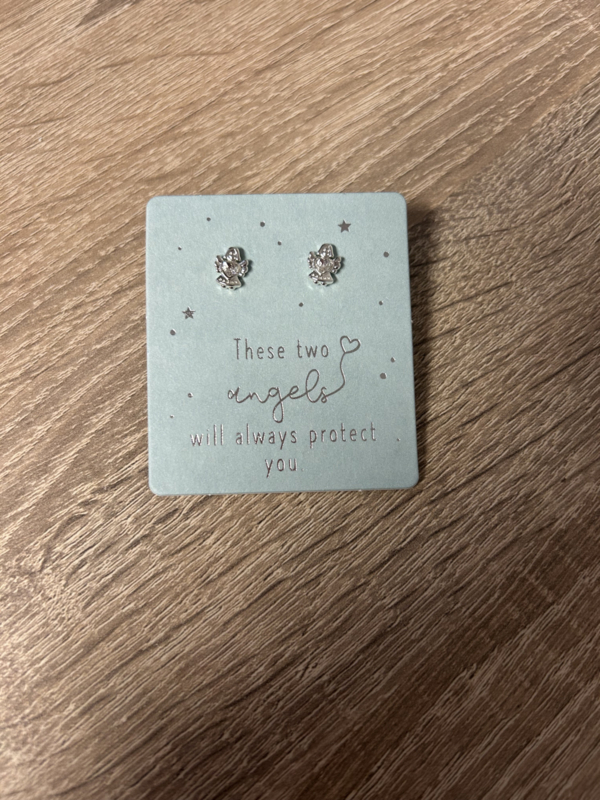 These two
angels
will always protect
you.